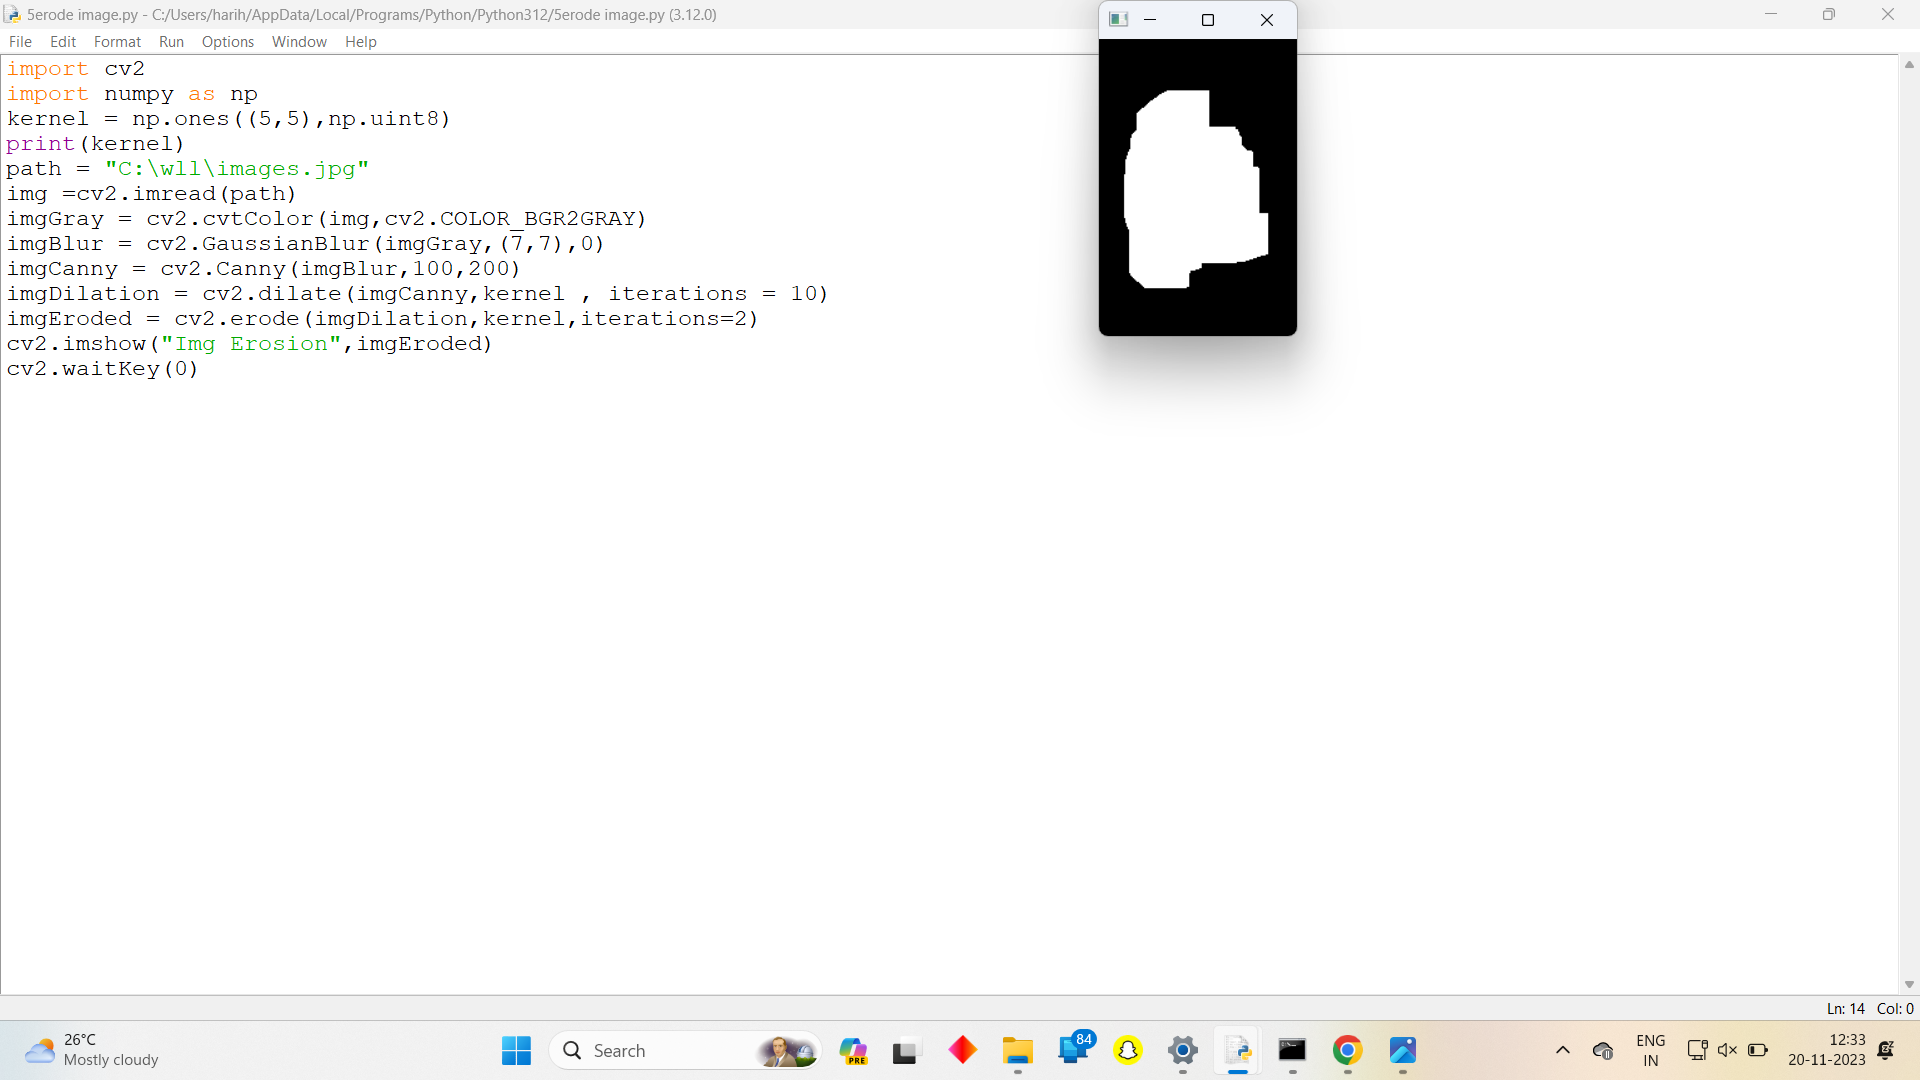 5erode image.py - C:/Users/harih/AppData/Local/Programs/Python/Python312/5erode image.py (3.12.0)
File Edit Format Run Options Window Help
import cv2
import numpy as np
kernel = np.ones((5,5),np.uint8)
print(kernel)
path = "C:\wll\images.jpg"
img =cv2.imread(path)
imgGray = cv2.cvtColor(img,cv2.COLOR_BGR2GRAY)
imgBlur = cv2.GaussianBlur(imgGray,(7,7),0)
imgCanny = cv2.Canny(imgBlur,100,200)
imgDilation = cv2.dilate(imgCanny,kernel , iterations = 10)
imgEroded = cv2.erode(imgDilation,kernel,iterations=2)
cv2.imshow("Img Erosion",imgEroded)
cv2.waitKey(0)
Ln: 14 Col: 0
26°C
Mostly cloudy
Search
PRE
84
ENG
IN
12:33
20-11-2023